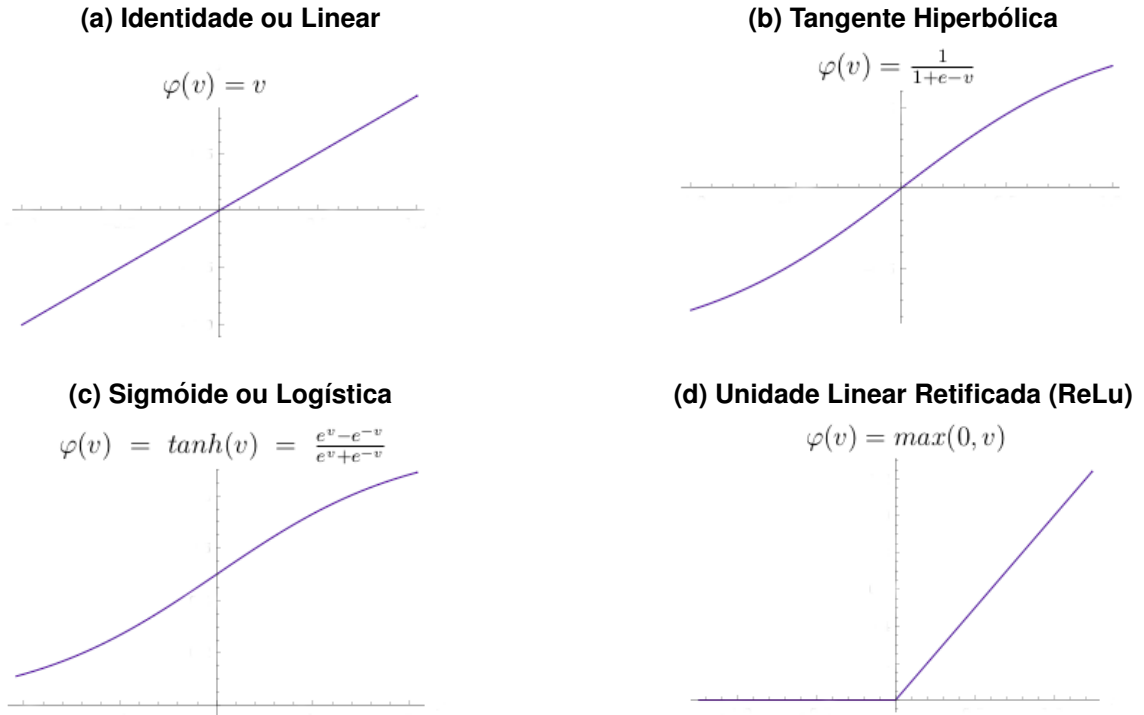 (a) Identidade ou Linear
φ(v) = v
(b) Tangente Hiperbólica
φ(v) = 1/(1+e−v)
(c) Sigmóide ou Logística
φ(v) = tanh(v) = (e^v−e^−v)/(e^v+e^−v)
(d) Unidade Linear Retificada (ReLu)
φ(v) = max(0, v)